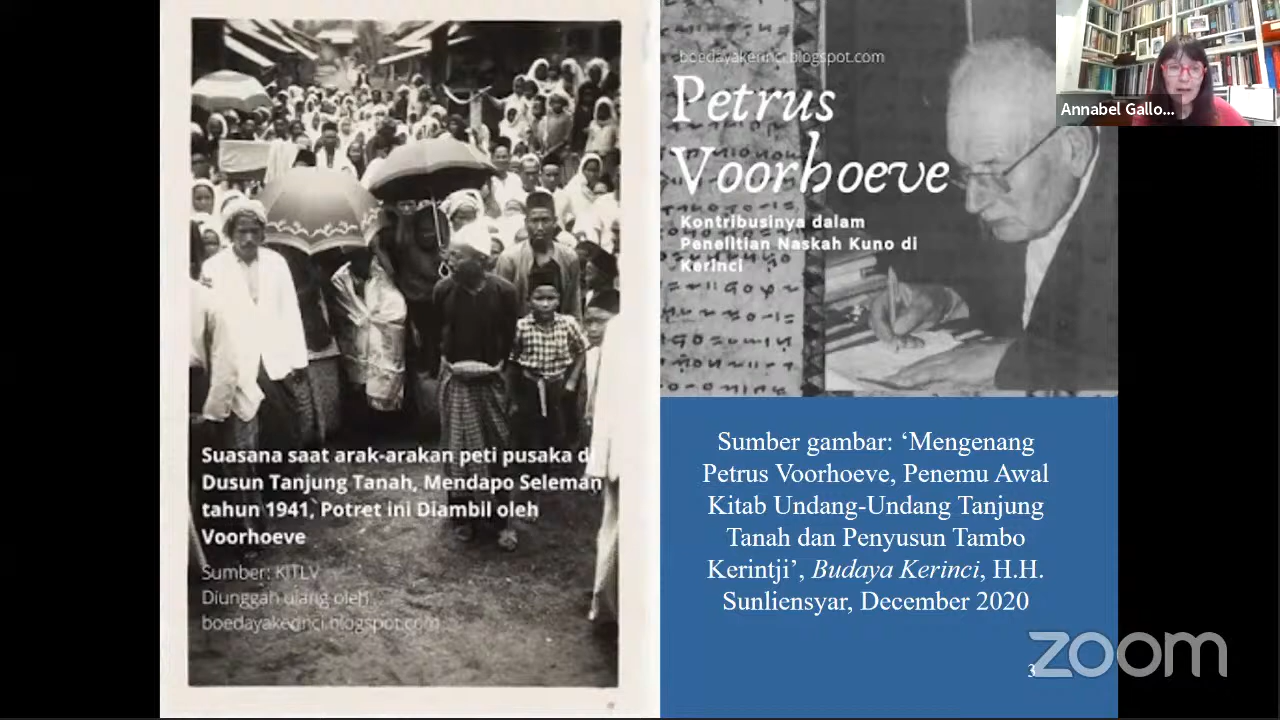 Suasana saat arak-arakan peti pusaka di
Dusun Tanjung Tanah, Mendapo Seleman
tahun 1941, Potret ini Diambil oleh
Voorhoeve
Sumber: KITLV
Diunggah ulang oleh
boedayakerinci.blogspot.com
boedayakerinci.blogspot.com
Petrus
Voorhoeve
Kontribusinya dalam
Penelitian Naskah Kuno di
Kerinci
Sumber gambar: ‘Mengenang
Petrus Voorhoeve, Penemu Awal
Kitab Undang-Undang Tanjung
Tanah dan Penyusun Tambo
Kerintji’, Budaya Kerinci, H.H.
Sunliensyar, December 2020
3
zoom
Annabel Gallo...